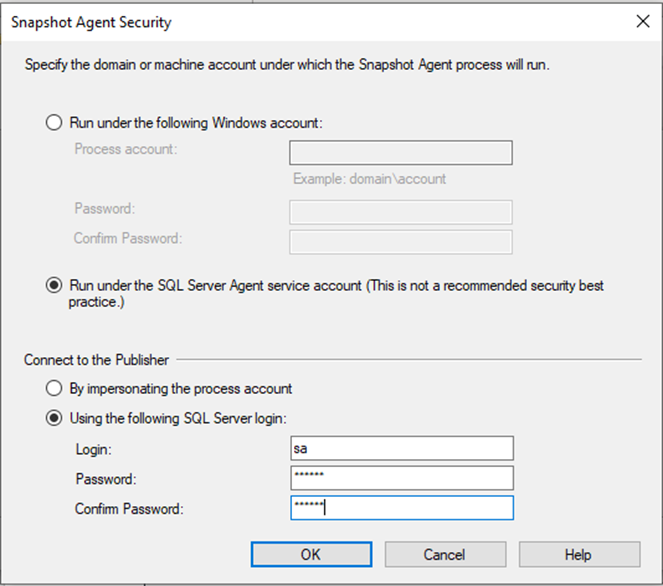 Snapshot Agent Security
Specify the domain or machine account under which the Snapshot Agent process will run.
Run under the following Windows account:
Process account:
Example: domain\account
Password:
Confirm Password:
Run under the SQL Server Agent service account (This is not a recommended security best
practice.)
Connect to the Publisher
By impersonating the process account
Using the following SQL Server login:
Login: sa
Password: ******
Confirm Password: ******
OK Cancel Help